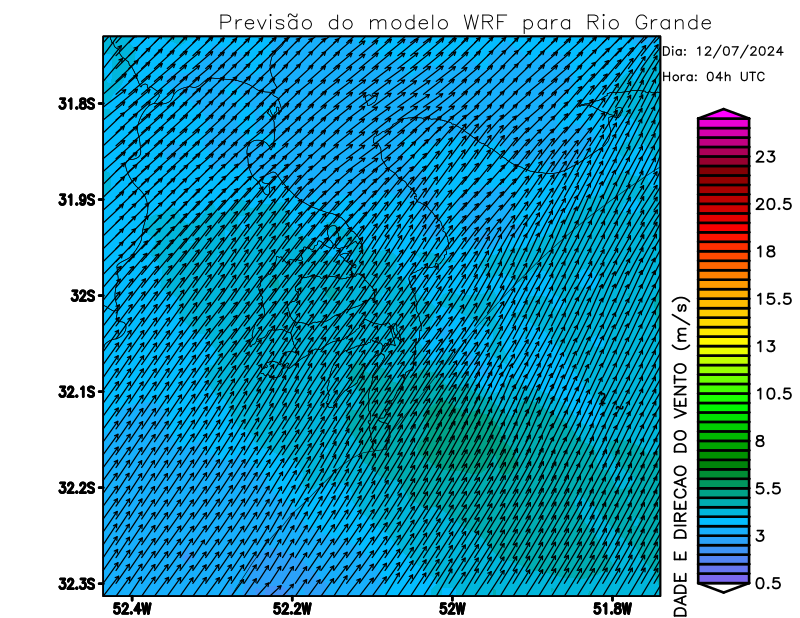 Previsão do modelo WRF para Rio Grande
Dia: 12/07/2024
Hora: 04h UTC
31.8S
31.9S
32S
32.1S
32.2S
32.3S
52.4W
52.2W
52W
51.8W
DADE E DIRECAO DO VENTO (m/s)
23
20.5
18
15.5
13
10.5
8
5.5
3
0.5